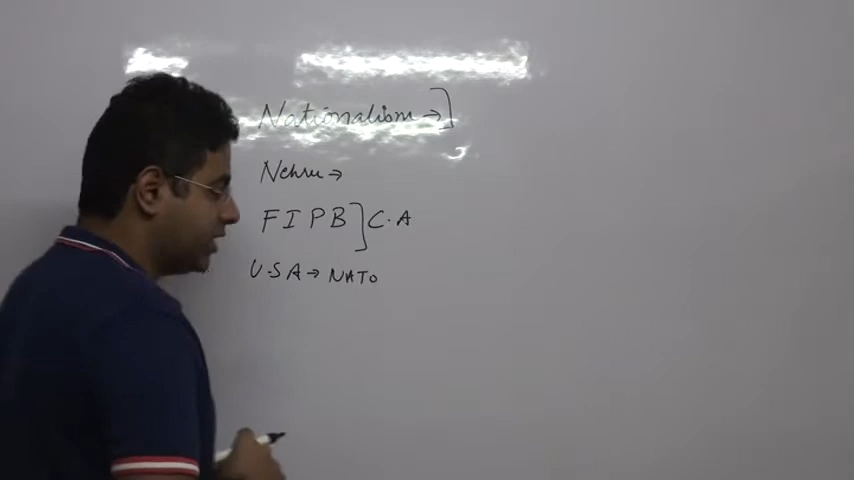 Nationalism →]
Nehru →
F I P B ] C. A
U.S A → NATO